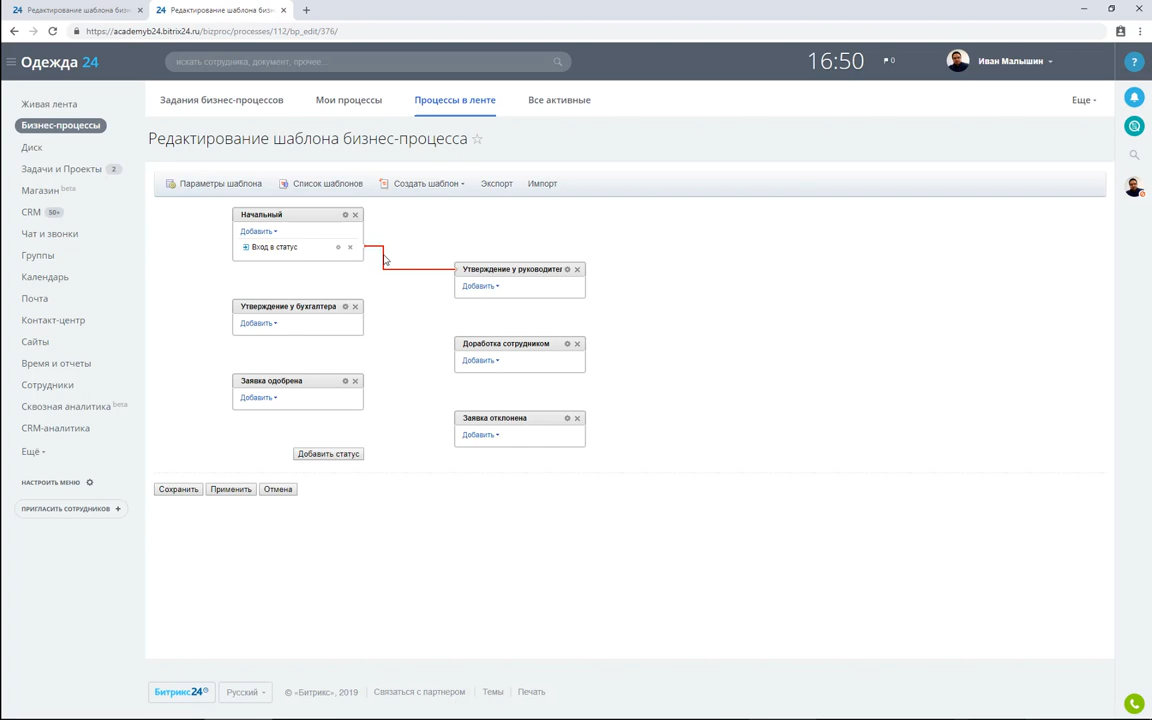 24 Редактирование шаблона бизн
24 Редактирование шаблона бизн
https://academyb24.bitrix24.ru/bizproc/processes/112/bp_edit/376/
Одежда 24
искать сотрудника, документ, прочее...
16:50
0
Иван Малышин
?
Живая лента
Бизнес-процессы
Диск
Задачи и Проекты 2
Магазин beta
CRM 50+
Чат и звонки
Группы
Календарь
Почта
Контакт-центр
Сайты
Время и отчеты
Сотрудники
Сквозная аналитика beta
CRM-аналитика
Ещё
НАСТРОИТЬ МЕНЮ
ПРИГЛАСИТЬ СОТРУДНИКОВ +
Задания бизнес-процессов
Мои процессы
Процессы в ленте
Все активные
Еще
Редактирование шаблона бизнес-процесса
Параметры шаблона
Список шаблонов
Создать шаблон
Экспорт
Импорт
Начальный
Добавить
Вход в статус
Утверждение у руководител
Добавить
Утверждение у бухгалтера
Добавить
Доработка сотрудником
Добавить
Заявка одобрена
Добавить
Заявка отклонена
Добавить
Добавить статус
Сохранить
Применить
Отмена
Битрикс24
Русский
© «Битрикс», 2019
Связаться с партнером
Темы
Печать